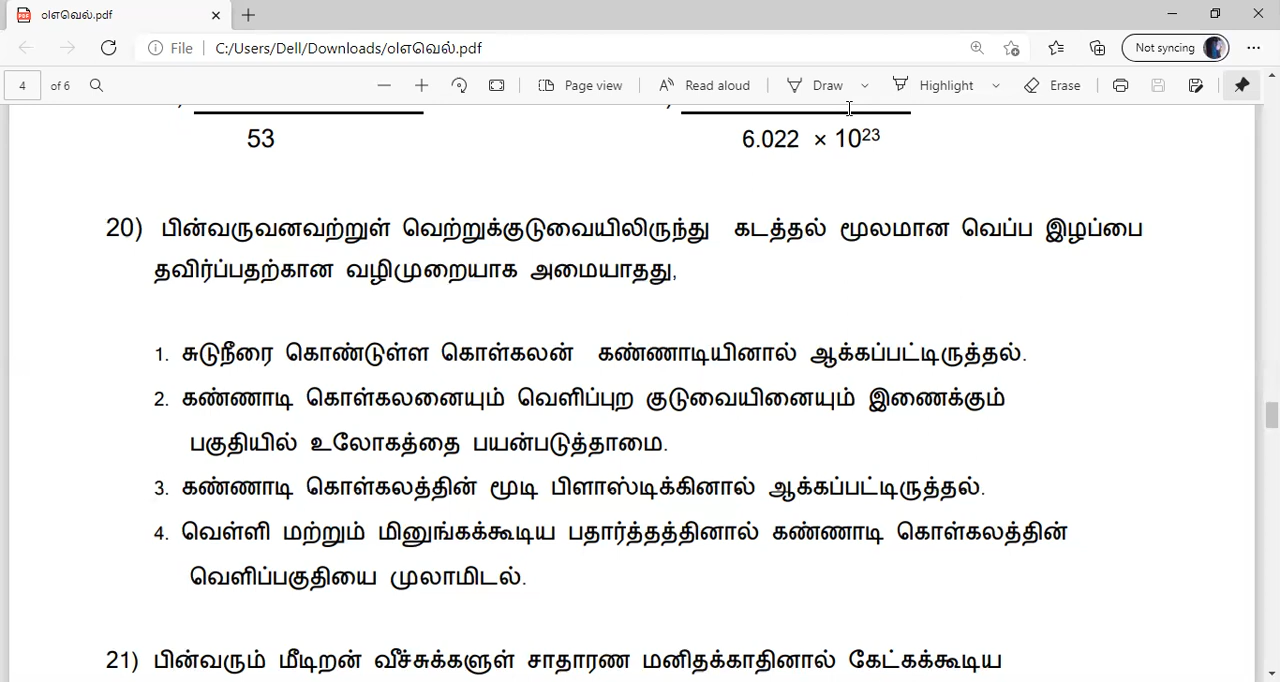 ஓஎவெல்.pdf
File C:/Users/Dell/Downloads/ஓஎவெல்.pdf Not syncing
4 of 6 Page view Read aloud Draw Highlight Erase
53 6.022 × 10²³
20) பின்வருவனவற்றுள் வெற்றுக்குடுவையிலிருந்து கடத்தல் மூலமான வெப்ப இழப்பை
தவிர்ப்பதற்கான வழிமுறையாக அமையாதது,
1. சுடுநீரை கொண்டுள்ள கொள்கலன் கண்ணாடியினால் ஆக்கப்பட்டிருத்தல்.
2. கண்ணாடி கொள்கலனையும் வெளிப்புற குடுவையினையும் இணைக்கும்
பகுதியில் உலோகத்தை பயன்படுத்தாமை.
3. கண்ணாடி கொள்கலத்தின் மூடி பிளாஸ்டிக்கினால் ஆக்கப்பட்டிருத்தல்.
4. வெள்ளி மற்றும் மினுங்கக்கூடிய பதார்த்தத்தினால் கண்ணாடி கொள்கலத்தின்
வெளிப்பகுதியை முலாமிடல்.
21) பின்வரும் மீடிறன் வீச்சுக்களுள் சாதாரண மனிதக்காதினால் கேட்கக்கூடிய